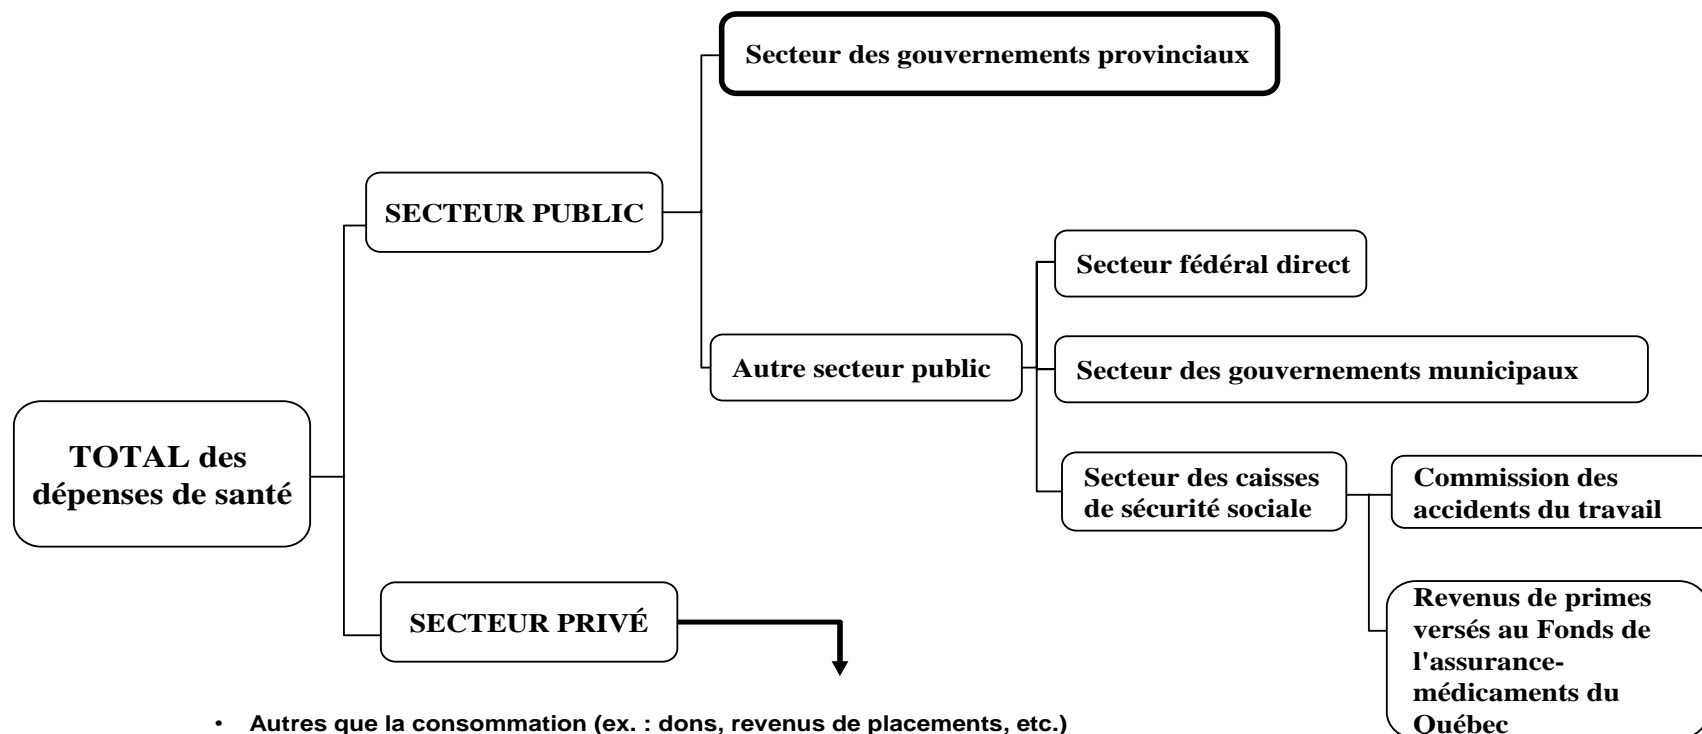 Secteur des gouvernements provinciaux
SECTEUR PUBLIC
Secteur fédéral direct
Autre secteur public
Secteur des gouvernements municipaux
TOTAL des
dépenses de santé
Secteur des caisses
de sécurité sociale
Commission des
accidents du travail
SECTEUR PRIVÉ
Revenus de primes
versés au Fonds de
l'assurance-
médicaments du
Québec
• Autres que la consommation (ex. : dons, revenus de placements, etc.)